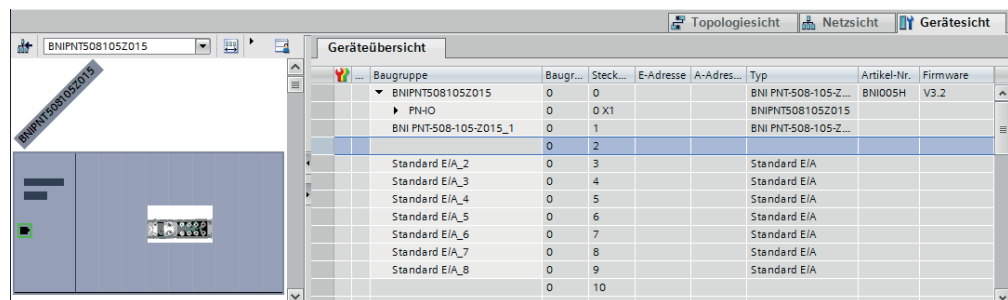 Topologiesicht Netzsicht Gerätesicht
BNIPNT508105Z015
Geräteübersicht
BNIPNT508105Z015
... Baugruppe Baugr... Steck... E-Adresse A-Adres... Typ Artikel-Nr. Firmware
BNIPNT508105Z015 0 0 BNI PNT-508-105-Z... BNI005H V3.2
PN-IO 0 0 X1 BNIPNT508105Z015
BNI PNT-508-105-Z015_1 0 1 BNI PNT-508-105-Z...
0 2
Standard E/A_2 0 3 Standard E/A
Standard E/A_3 0 4 Standard E/A
Standard E/A_4 0 5 Standard E/A
Standard E/A_5 0 6 Standard E/A
Standard E/A_6 0 7 Standard E/A
Standard E/A_7 0 8 Standard E/A
Standard E/A_8 0 9 Standard E/A
0 10